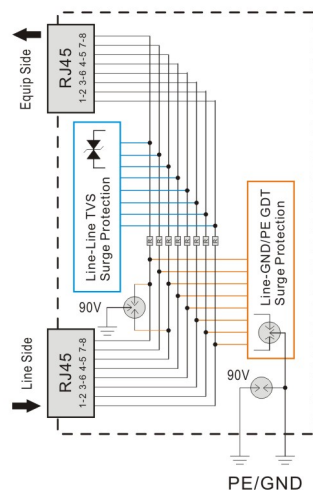 Equip Side
RJ45
1-2 3-6 4-5 7-8
Line-Line TVS
Surge Protection
Line-GND/PE GDT
Surge Protection
90V
Line Side
RJ45
1-2 3-6 4-5 7-8
90V
PE/GND